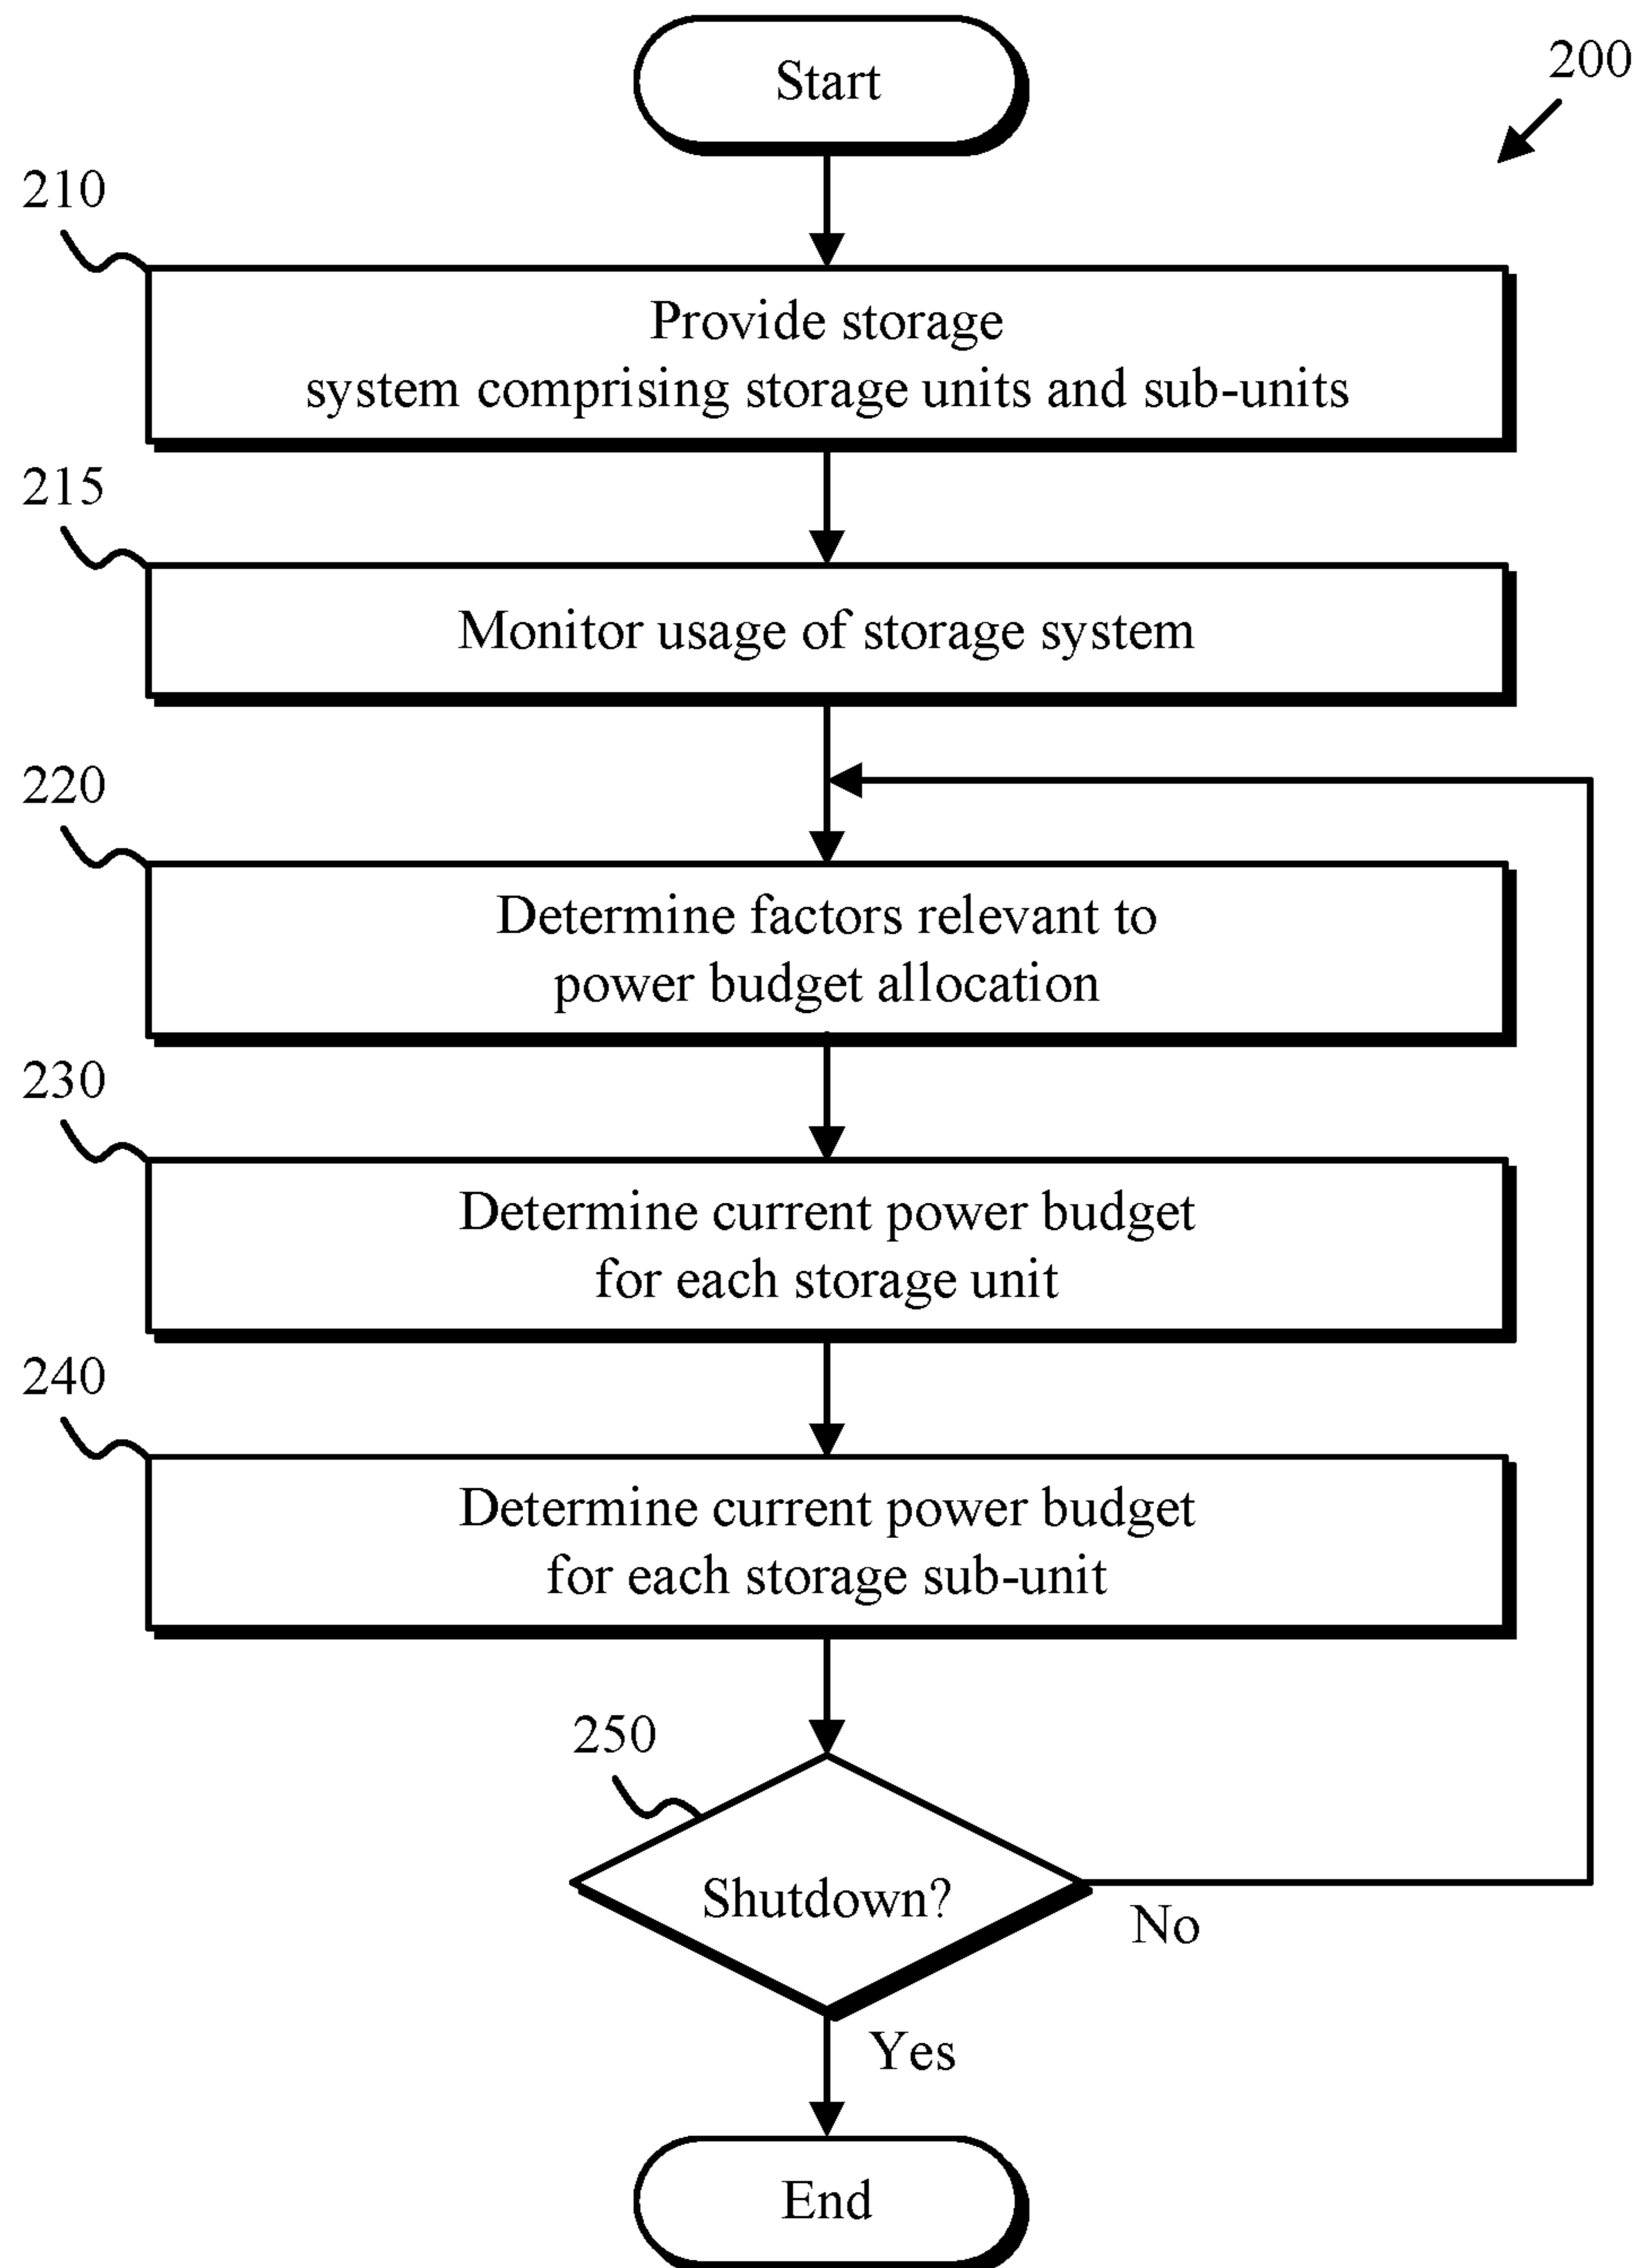 Start
200
210
Provide storage
system comprising storage units and sub-units
215
Monitor usage of storage system
220
Determine factors relevant to
power budget allocation
230
Determine current power budget
for each storage unit
240
Determine current power budget
for each storage sub-unit
250
Shutdown?
No
Yes
End